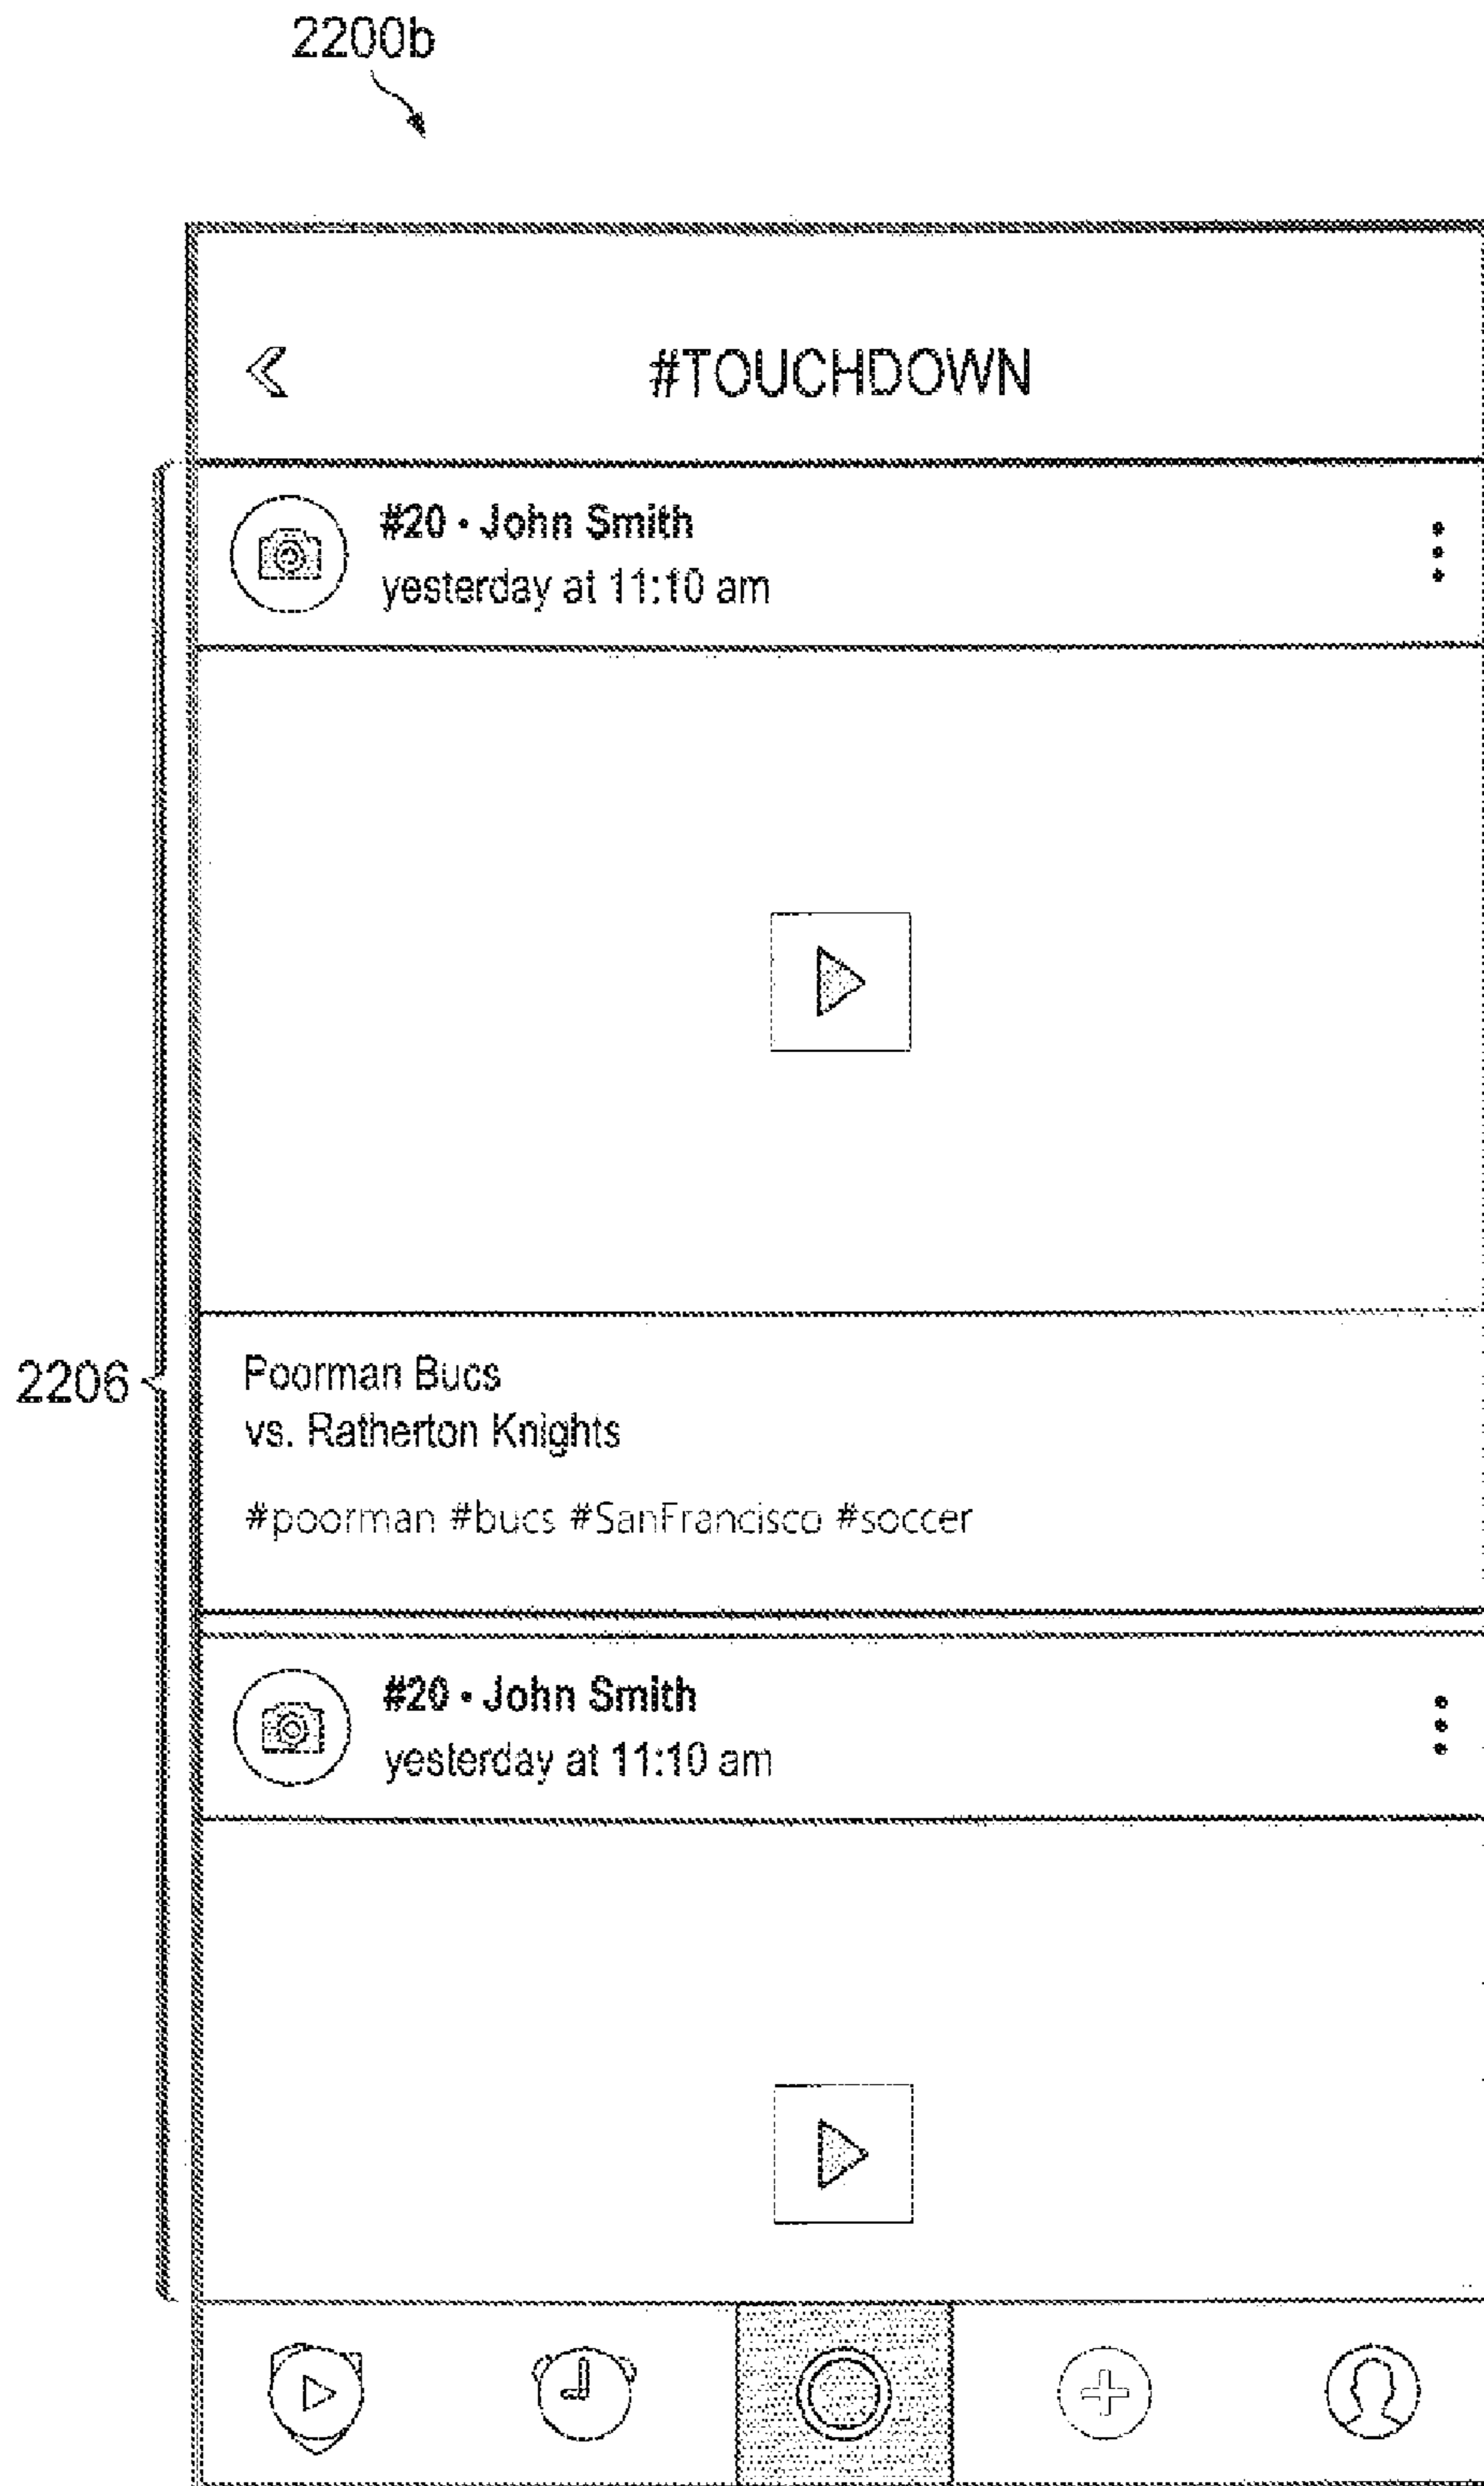 2200b
#TOUCHDOWN
#20 • John Smith
yesterday at 11:10 am
2206
Poorman Bucs
vs. Ratherton Knights
#poorman #bucs #SanFrancisco #soccer
#20 • John Smith
yesterday at 11:10 am